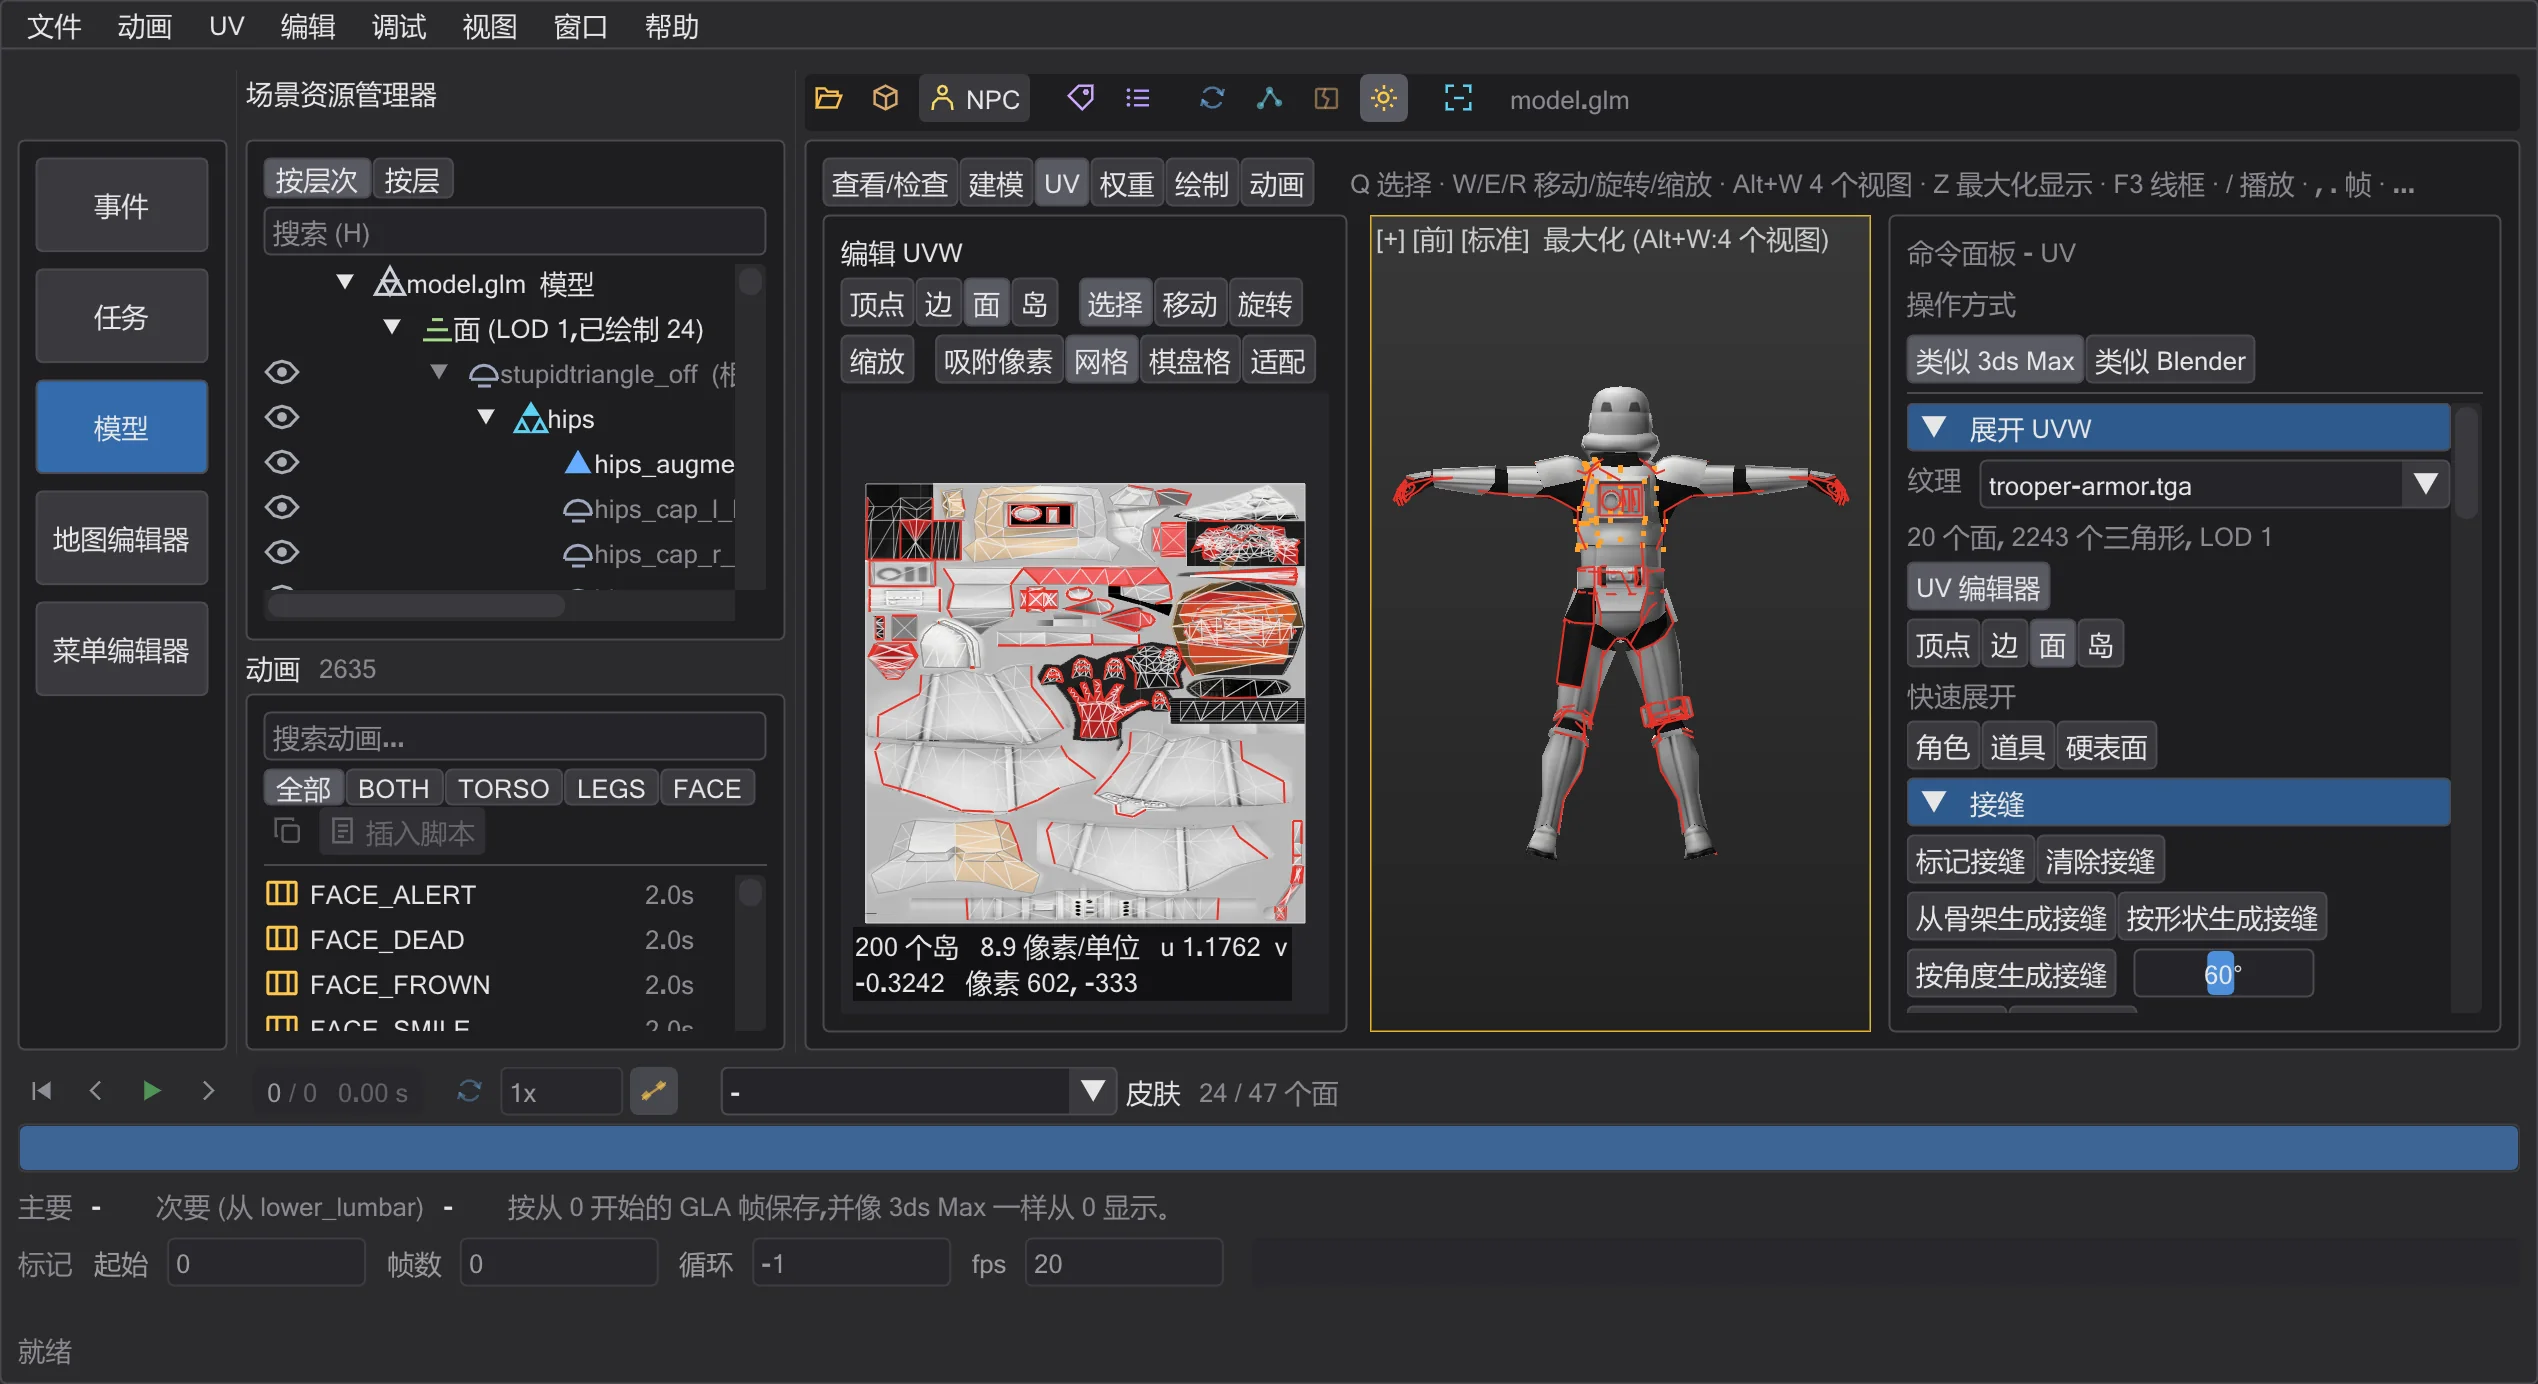 文件 动画 UV 编辑 调试 视图 窗口 帮助
场景资源管理器
NPC model.glm
事件
任务
模型
地图编辑器
菜单编辑器
按层次 按层
搜索 (H)
model.glm 模型
面 (LOD 1,已绘制 24)
stupidtriangle_off
hips
hips_augme
hips_cap_l_
hips_cap_r_
动画 2635
搜索动画...
全部 BOTH TORSO LEGS FACE
插入脚本
FACE_ALERT 2.0s
FACE_DEAD 2.0s
FACE_FROWN 2.0s
FACE_SMILE 2.0s
查看/检查 建模 UV 权重 绘制 动画
Q 选择 · W/E/R 移动/旋转/缩放 · Alt+W 4 个视图 · Z 最大化显示 · F3 线框 · / 播放 · , . 帧 · ...
编辑 UVW
顶点 边 面 岛 选择 移动 旋转
缩放 吸附像素 网格 棋盘格 适配
200 个岛 8.9 像素/单位 u 1.1762 v
-0.3242 像素 602, -333
[+] [前] [标准] 最大化 (Alt+W:4 个视图)
命令面板 - UV
操作方式
类似 3ds Max 类似 Blender
展开 UVW
纹理 trooper-armor.tga
20 个面, 2243 个三角形, LOD 1
UV 编辑器
顶点 边 面 岛
快速展开
角色 道具 硬表面
接缝
标记接缝 清除接缝
从骨架生成接缝 按形状生成接缝
按角度生成接缝 60°
0 / 0 0.00 s 1x - 皮肤 24 / 47 个面
主要 - 次要 (从 lower_lumbar) - 按从 0 开始的 GLA 帧保存,并像 3ds Max 一样从 0 显示。
标记 起始 0 帧数 0 循环 -1 fps 20
就绪